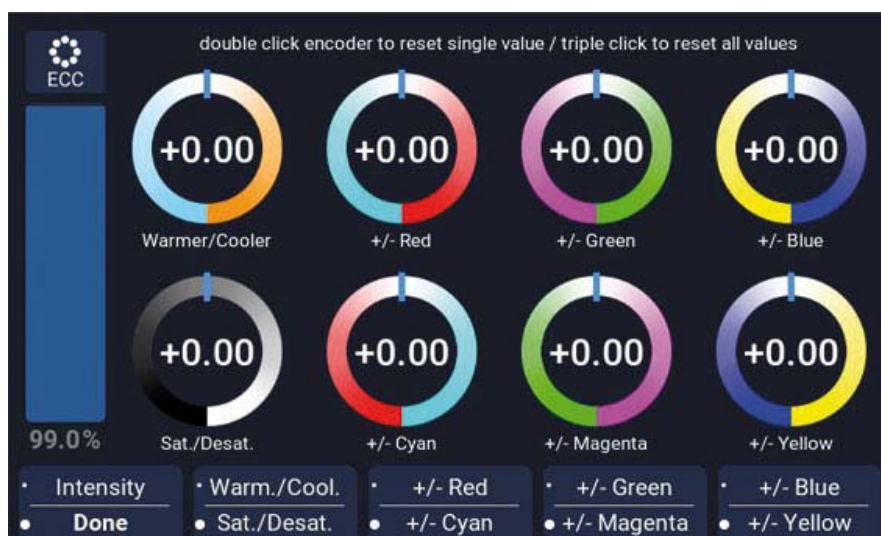 double click encoder to reset single value / triple click to reset all values
ECC
+0.00 +0.00 +0.00 +0.00
Warmer/Cooler +/- Red +/- Green +/- Blue
+0.00 +0.00 +0.00 +0.00
99.0% Sat./Desat. +/- Cyan +/- Magenta +/- Yellow
Intensity Warm./Cool. +/- Red +/- Green +/- Blue
Done Sat./Desat. +/- Cyan +/- Magenta +/- Yellow